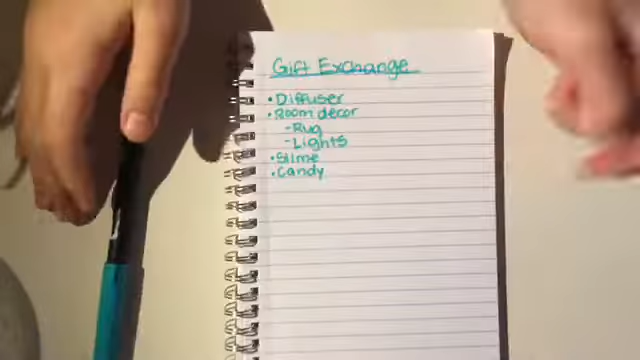 Gift Exchange
• Diffuser
• Room decor
- Rug
- Lights
• Slime
• Candy